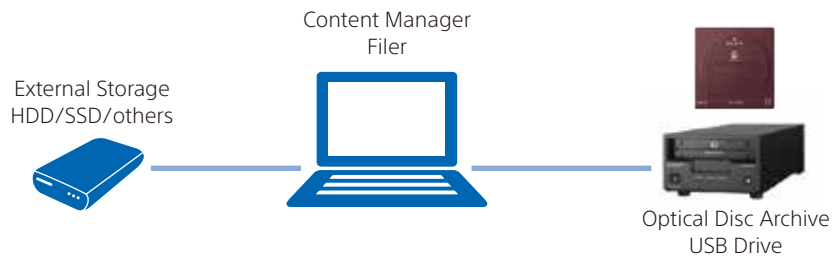 Content Manager
Filer
External Storage
HDD/SSD/others
Optical Disc Archive
USB Drive